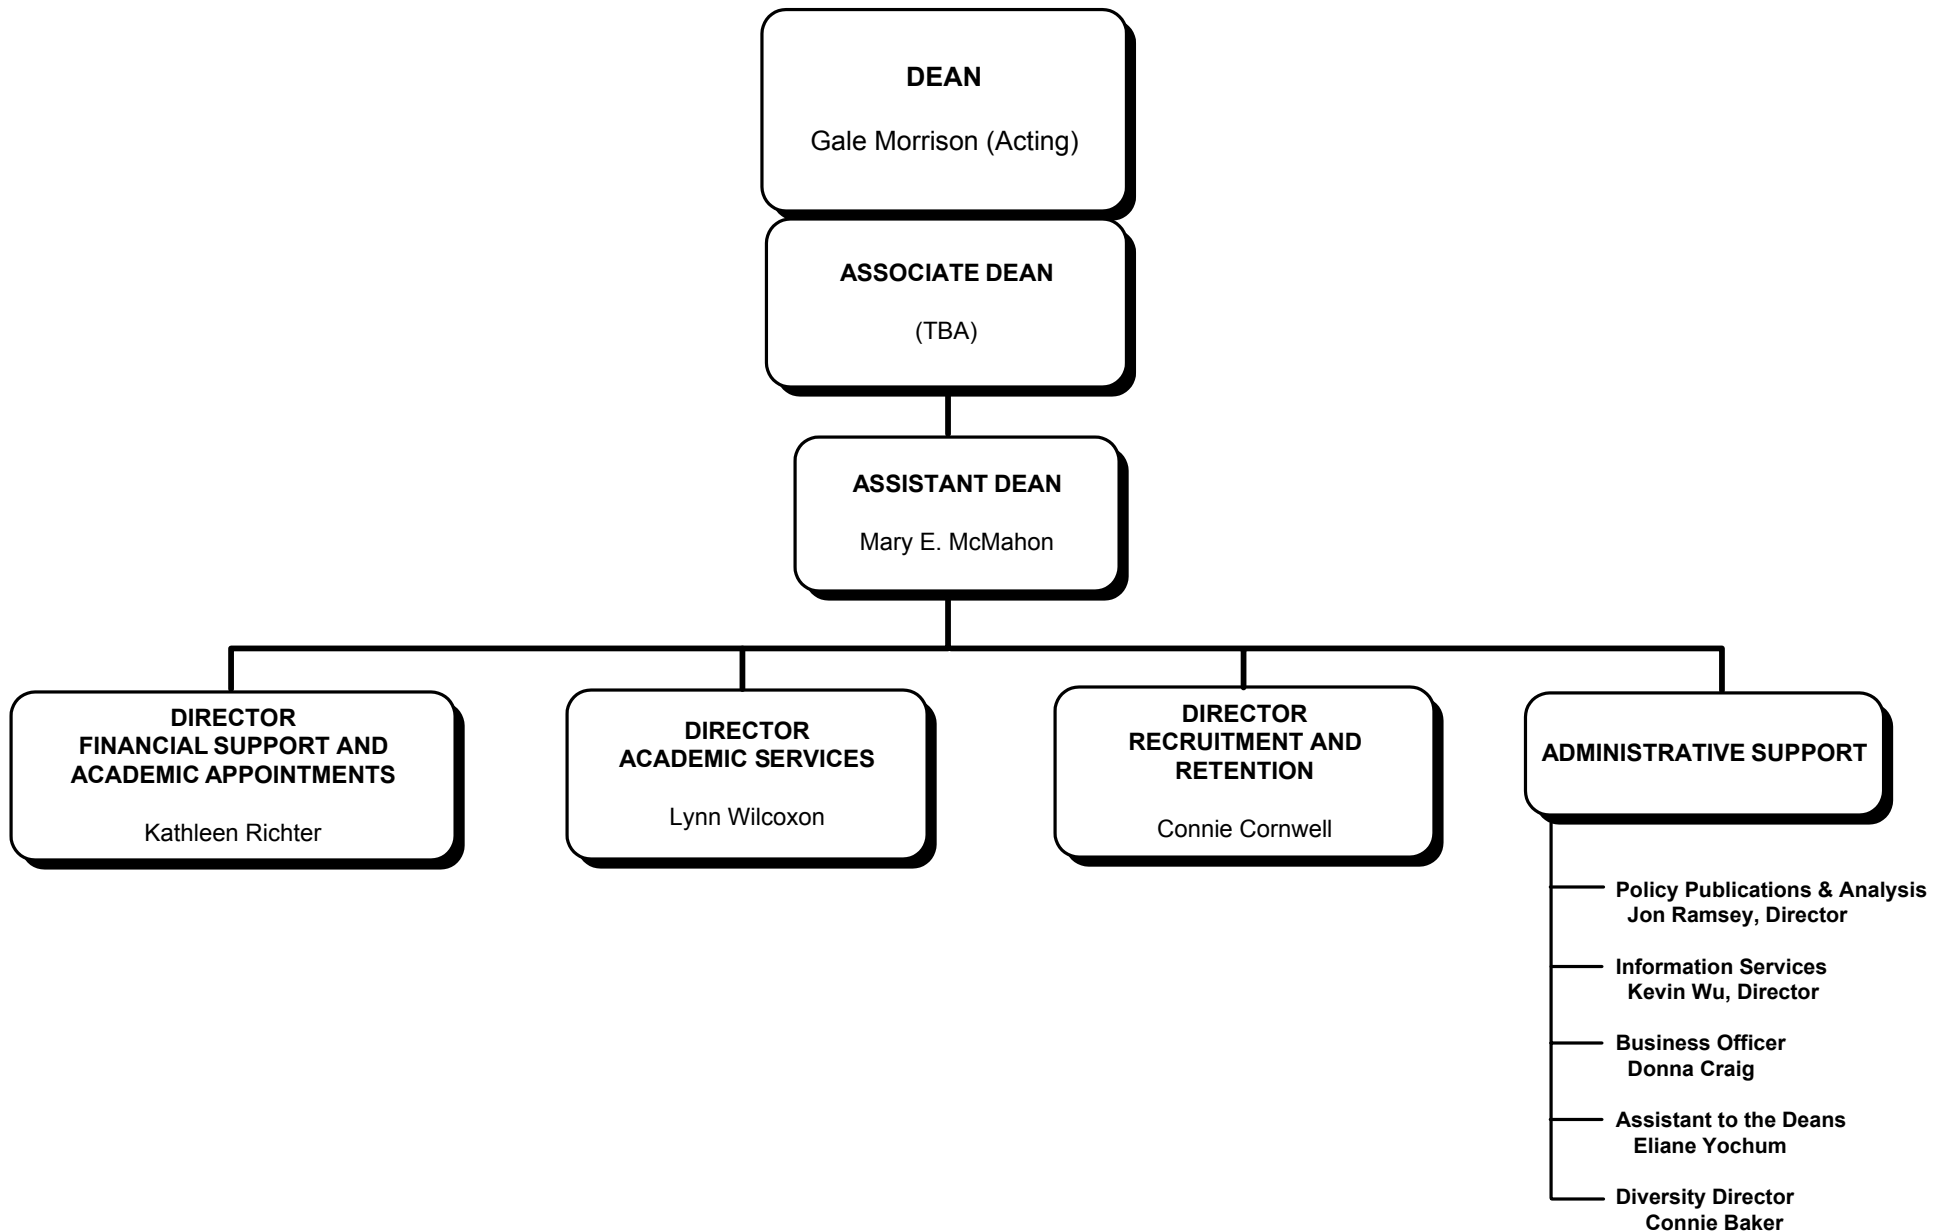 DEAN
Gale Morrison (Acting)
ASSOCIATE DEAN
(TBA)
ASSISTANT DEAN
Mary E. McMahon
DIRECTOR
FINANCIAL SUPPORT AND
ACADEMIC APPOINTMENTS
Kathleen Richter
DIRECTOR
ACADEMIC SERVICES
Lynn Wilcoxon
DIRECTOR
RECRUITMENT AND
RETENTION
Connie Cornwell
ADMINISTRATIVE SUPPORT
Policy Publications & Analysis
Jon Ramsey, Director
Information Services
Kevin Wu, Director
Business Officer
Donna Craig
Assistant to the Deans
Eliane Yochum
Diversity Director
Connie Baker